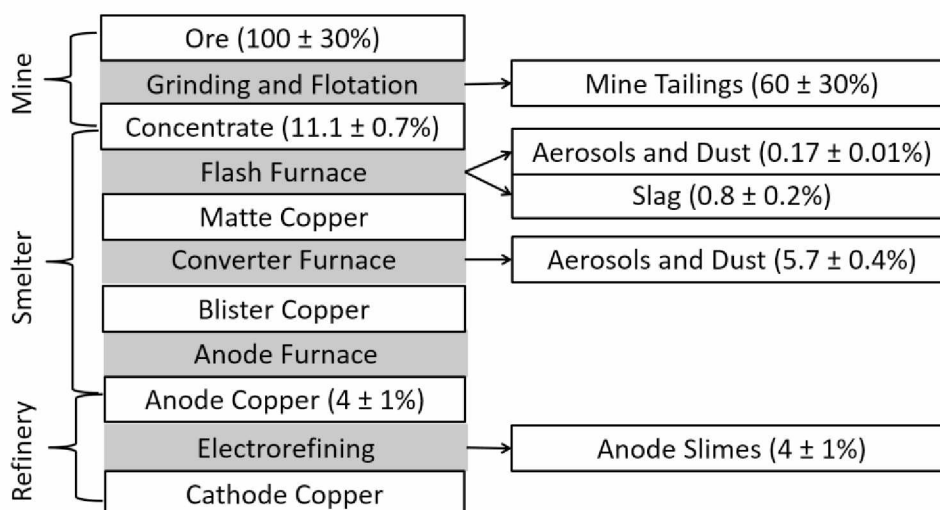 Mine
Ore (100 ± 30%)
Grinding and Flotation
Mine Tailings (60 ± 30%)
Concentrate (11.1 ± 0.7%)
Smelter
Aerosols and Dust (0.17 ± 0.01%)
Flash Furnace
Slag (0.8 ± 0.2%)
Matte Copper
Converter Furnace
Aerosols and Dust (5.7 ± 0.4%)
Blister Copper
Anode Furnace
Anode Copper (4 ± 1%)
Refinery
Electrorefining
Anode Slimes (4 ± 1%)
Cathode Copper